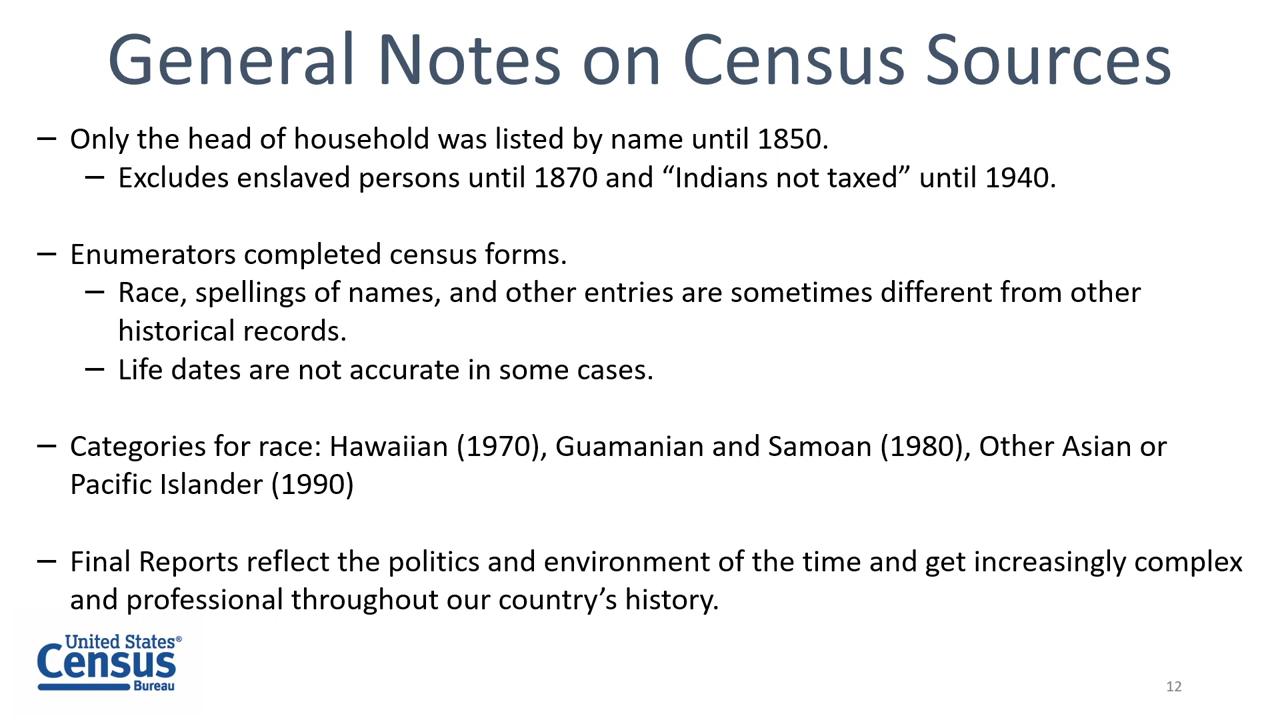 General Notes on Census Sources
– Only the head of household was listed by name until 1850.
– Excludes enslaved persons until 1870 and “Indians not taxed” until 1940.
– Enumerators completed census forms.
– Race, spellings of names, and other entries are sometimes different from other
historical records.
– Life dates are not accurate in some cases.
– Categories for race: Hawaiian (1970), Guamanian and Samoan (1980), Other Asian or
Pacific Islander (1990)
– Final Reports reflect the politics and environment of the time and get increasingly complex
and professional throughout our country’s history.
United States®
Census
Bureau
12